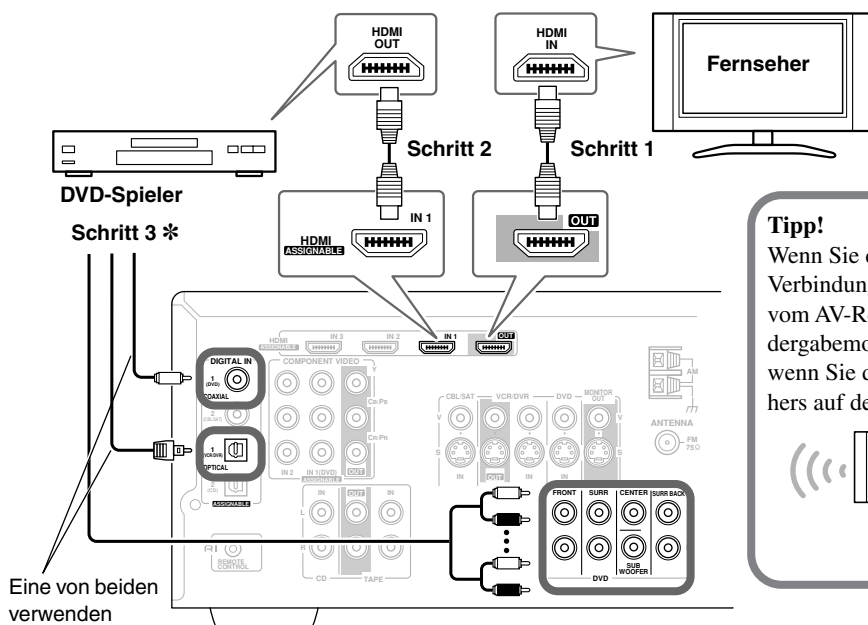 HDMI
OUT
HDMI
IN
Fernseher
Schritt 2
Schritt 1
DVD-Spieler
IN 1
HDMI
ASSIGNABLE
OUT
Schritt 3 *
Tipp!
Wenn Sie
Verbindung
vom AV-R
dergabemo
wenn Sie
hers auf de
HDMI
ASSIGNABLE
IN 3
IN 2
IN 1
OUT
DIGITAL IN
1
(DVD)
COAXIAL
2
(CBL/SAT)
1
(VCR/DVR)
OPTICAL
2
(CD)
ASSIGNABLE
COMPONENT VIDEO
Y
CB/PB
CR/PR
IN 2
IN 1(DVD)
OUT
ASSIGNABLE
CBL/SAT
VCR/DVR
DVD
MONITOR
OUT
V
V
S
S
IN
OUT
IN
IN
AM
ANTENNA
FM
75Ω
IN
OUT
IN
L
R
CD
TAPE
RI
REMOTE
CONTROL
FRONT
SURR
CENTER
SURR BACK
SUB
WOOFER
DVD
Eine von beiden
verwenden